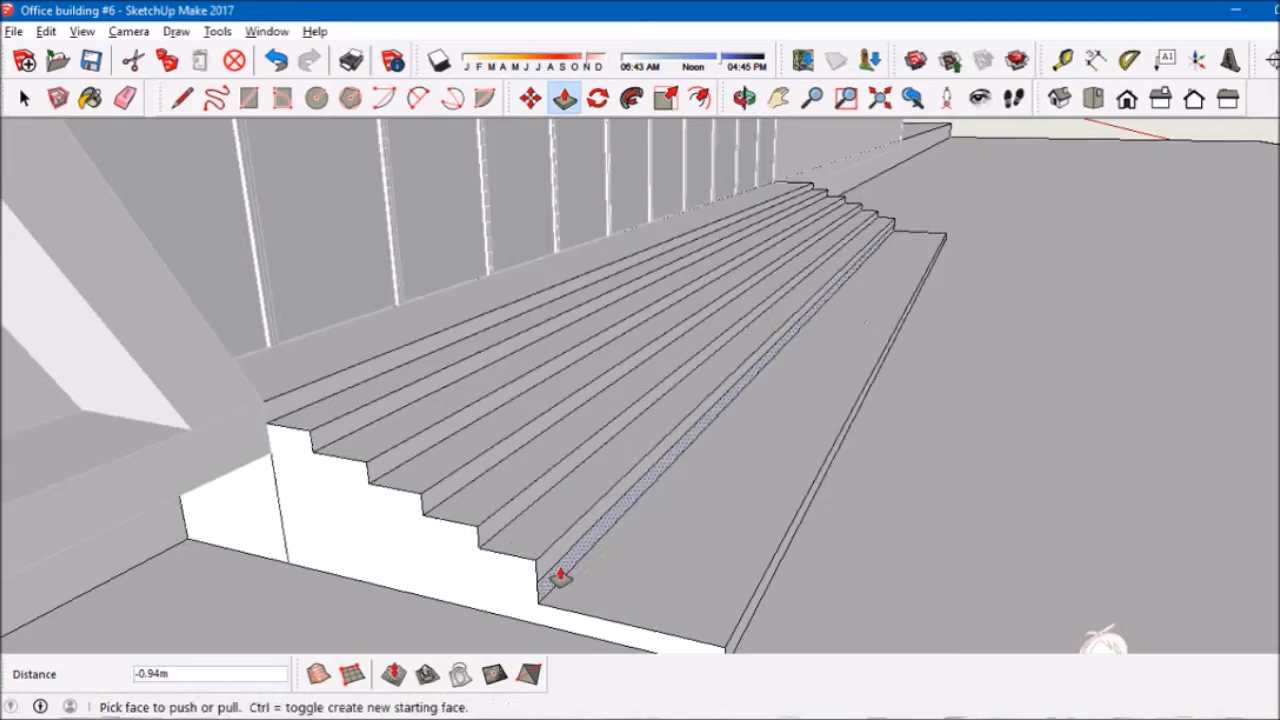 Office building #6 - SketchUp Make 2017
File Edit View Camera Draw Tools Window Help
J F M A M J J A S O N D
06:43 AM Noon 04:45 PM
A1
Distance -0.94m
Pick face to push or pull. Ctrl = toggle create new starting face.